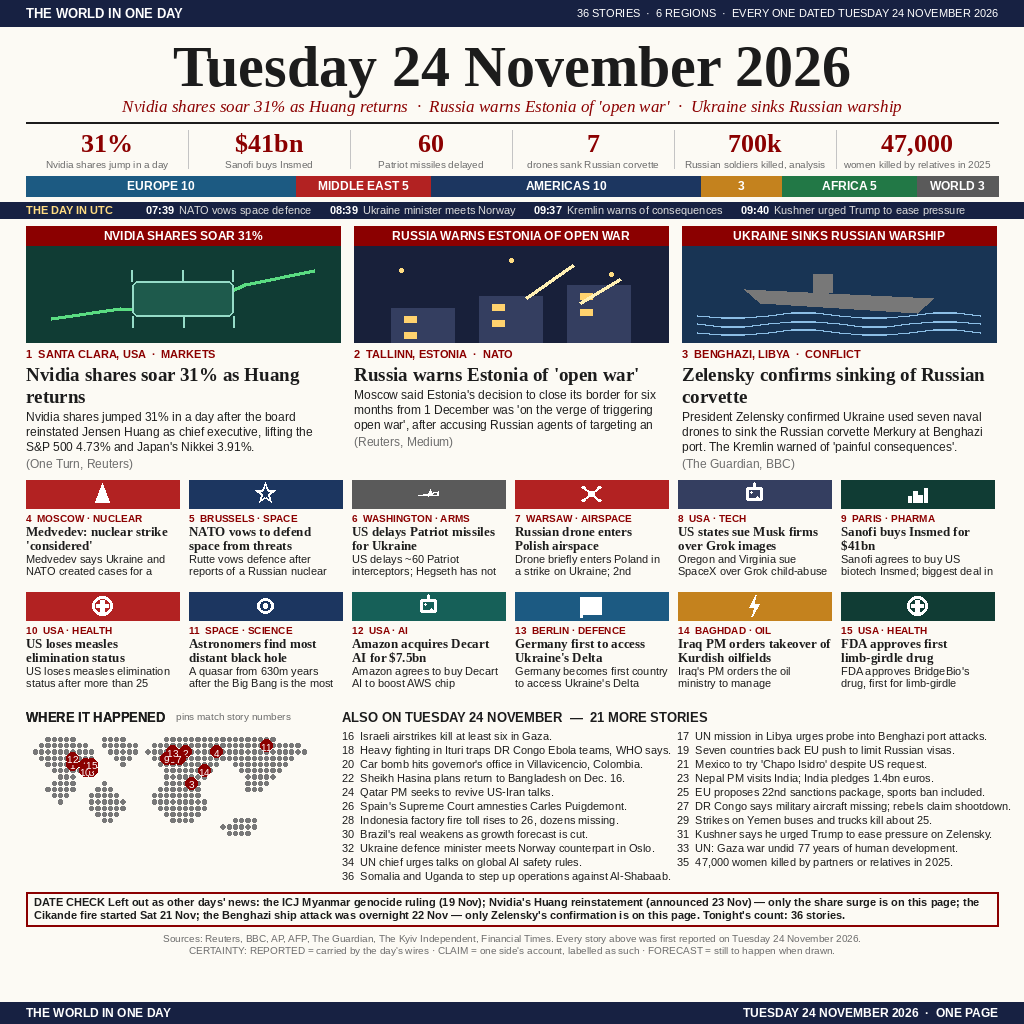 THE WORLD IN ONE DAY
36 STORIES · 6 REGIONS · EVERY ONE DATED TUESDAY 24 NOVEMBER 2026
Tuesday 24 November 2026
Nvidia shares soar 31% as Huang returns · Russia warns Estonia of 'open war' · Ukraine sinks Russian warship
31%
Nvidia shares jump in a day
$41bn
Sanofi buys Insmed
60
Patriot missiles delayed
7
drones sank Russian corvette
700k
Russian soldiers killed, analysis
47,000
women killed by relatives in 2025
EUROPE 10
MIDDLE EAST 5
AMERICAS 10
3
AFRICA 5
WORLD 3
THE DAY IN UTC
07:39 NATO vows space defence
08:39 Ukraine minister meets Norway
09:37 Kremlin warns of consequences
09:40 Kushner urged Trump to ease pressure
NVIDIA SHARES SOAR 31%
1 SANTA CLARA, USA · MARKETS
Nvidia shares soar 31% as Huang
returns
Nvidia shares jumped 31% in a day after the board
reinstated Jensen Huang as chief executive, lifting the
S&P 500 4.73% and Japan's Nikkei 3.91%.
(One Turn, Reuters)
RUSSIA WARNS ESTONIA OF OPEN WAR
2 TALLINN, ESTONIA · NATO
Russia warns Estonia of 'open war'
Moscow said Estonia's decision to close its border for six
months from 1 December was 'on the verge of triggering
open war', after accusing Russian agents of targeting an
(Reuters, Medium)
UKRAINE SINKS RUSSIAN WARSHIP
3 BENGHAZI, LIBYA · CONFLICT
Zelensky confirms sinking of Russian
corvette
President Zelensky confirmed Ukraine used seven naval
drones to sink the Russian corvette Merkury at Benghazi
port. The Kremlin warned of 'painful consequences'.
(The Guardian, BBC)
4 MOSCOW · NUCLEAR
Medvedev: nuclear strike
'considered'
Medvedev says Ukraine and
NATO created cases for a
5 BRUSSELS · SPACE
NATO vows to defend
space from threats
Rutte vows defence after
reports of a Russian nuclear
6 WASHINGTON · ARMS
US delays Patriot missiles
for Ukraine
US delays ~60 Patriot
interceptors; Hegseth has not
7 WARSAW · AIRSPACE
Russian drone enters
Polish airspace
Drone briefly enters Poland in
a strike on Ukraine; 2nd
8 USA · TECH
US states sue Musk firms
over Grok images
Oregon and Virginia sue
SpaceX over Grok child-abuse
9 PARIS · PHARMA
Sanofi buys Insmed for
$41bn
Sanofi agrees to buy US
biotech Insmed; biggest deal in
10 USA · HEALTH
US loses measles
elimination status
US loses measles elimination
status after more than 25
11 SPACE · SCIENCE
Astronomers find most
distant black hole
A quasar from 630m years
after the Big Bang is the most
12 USA · AI
Amazon acquires Decart
AI for $7.5bn
Amazon agrees to buy Decart
AI to boost AWS chip
13 BERLIN · DEFENCE
Germany first to access
Ukraine's Delta
Germany becomes first country
to access Ukraine's Delta
14 BAGHDAD · OIL
Iraq PM orders takeover of
Kurdish oilfields
Iraq's PM orders the oil
ministry to manage
15 USA · HEALTH
FDA approves first
limb-girdle drug
FDA approves BridgeBio's
drug, first for limb-girdle
WHERE IT HAPPENED pins match story numbers
11
4
3
ALSO ON TUESDAY 24 NOVEMBER — 21 MORE STORIES
16 Israeli airstrikes kill at least six in Gaza.
17 UN mission in Libya urges probe into Benghazi port attacks.
18 Heavy fighting in Ituri traps DR Congo Ebola teams, WHO says.
19 Seven countries back EU push to limit Russian visas.
20 Car bomb hits governor's office in Villavicencio, Colombia.
21 Mexico to try 'Chapo Isidro' despite US request.
22 Sheikh Hasina plans return to Bangladesh on Dec. 16.
23 Nepal PM visits India; India pledges 1.4bn euros.
24 Qatar PM seeks to revive US-Iran talks.
25 EU proposes 22nd sanctions package, sports ban included.
26 Spain's Supreme Court amnesties Carles Puigdemont.
27 DR Congo says military aircraft missing; rebels claim shootdown.
28 Indonesia factory fire toll rises to 26, dozens missing.
29 Strikes on Yemen buses and trucks kill about 25.
30 Brazil's real weakens as growth forecast is cut.
31 Kushner says he urged Trump to ease pressure on Zelensky.
32 Ukraine defence minister meets Norway counterpart in Oslo.
33 UN: Gaza war undid 77 years of human development.
34 UN chief urges talks on global AI safety rules.
35 47,000 women killed by partners or relatives in 2025.
36 Somalia and Uganda to step up operations against Al-Shabaab.
DATE CHECK Left out as other days' news: the ICJ Myanmar genocide ruling (19 Nov); Nvidia's Huang reinstatement (announced 23 Nov) — only the share surge is on this page; the
Cikande fire started Sat 21 Nov; the Benghazi ship attack was overnight 22 Nov — only Zelensky's confirmation is on this page. Tonight's count: 36 stories.
Sources: Reuters, BBC, AP, AFP, The Guardian, The Kyiv Independent, Financial Times. Every story above was first reported on Tuesday 24 November 2026.
CERTAINTY: REPORTED = carried by the day's wires · CLAIM = one side's account, labelled as such · FORECAST = still to happen when drawn.
THE WORLD IN ONE DAY
TUESDAY 24 NOVEMBER 2026 · ONE PAGE